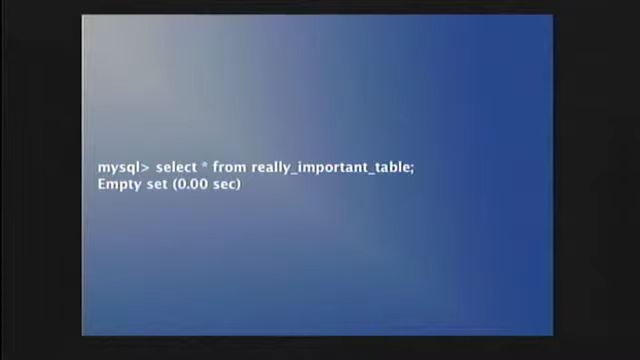 mysql> select * from really_important_table;
Empty set (0.00 sec)